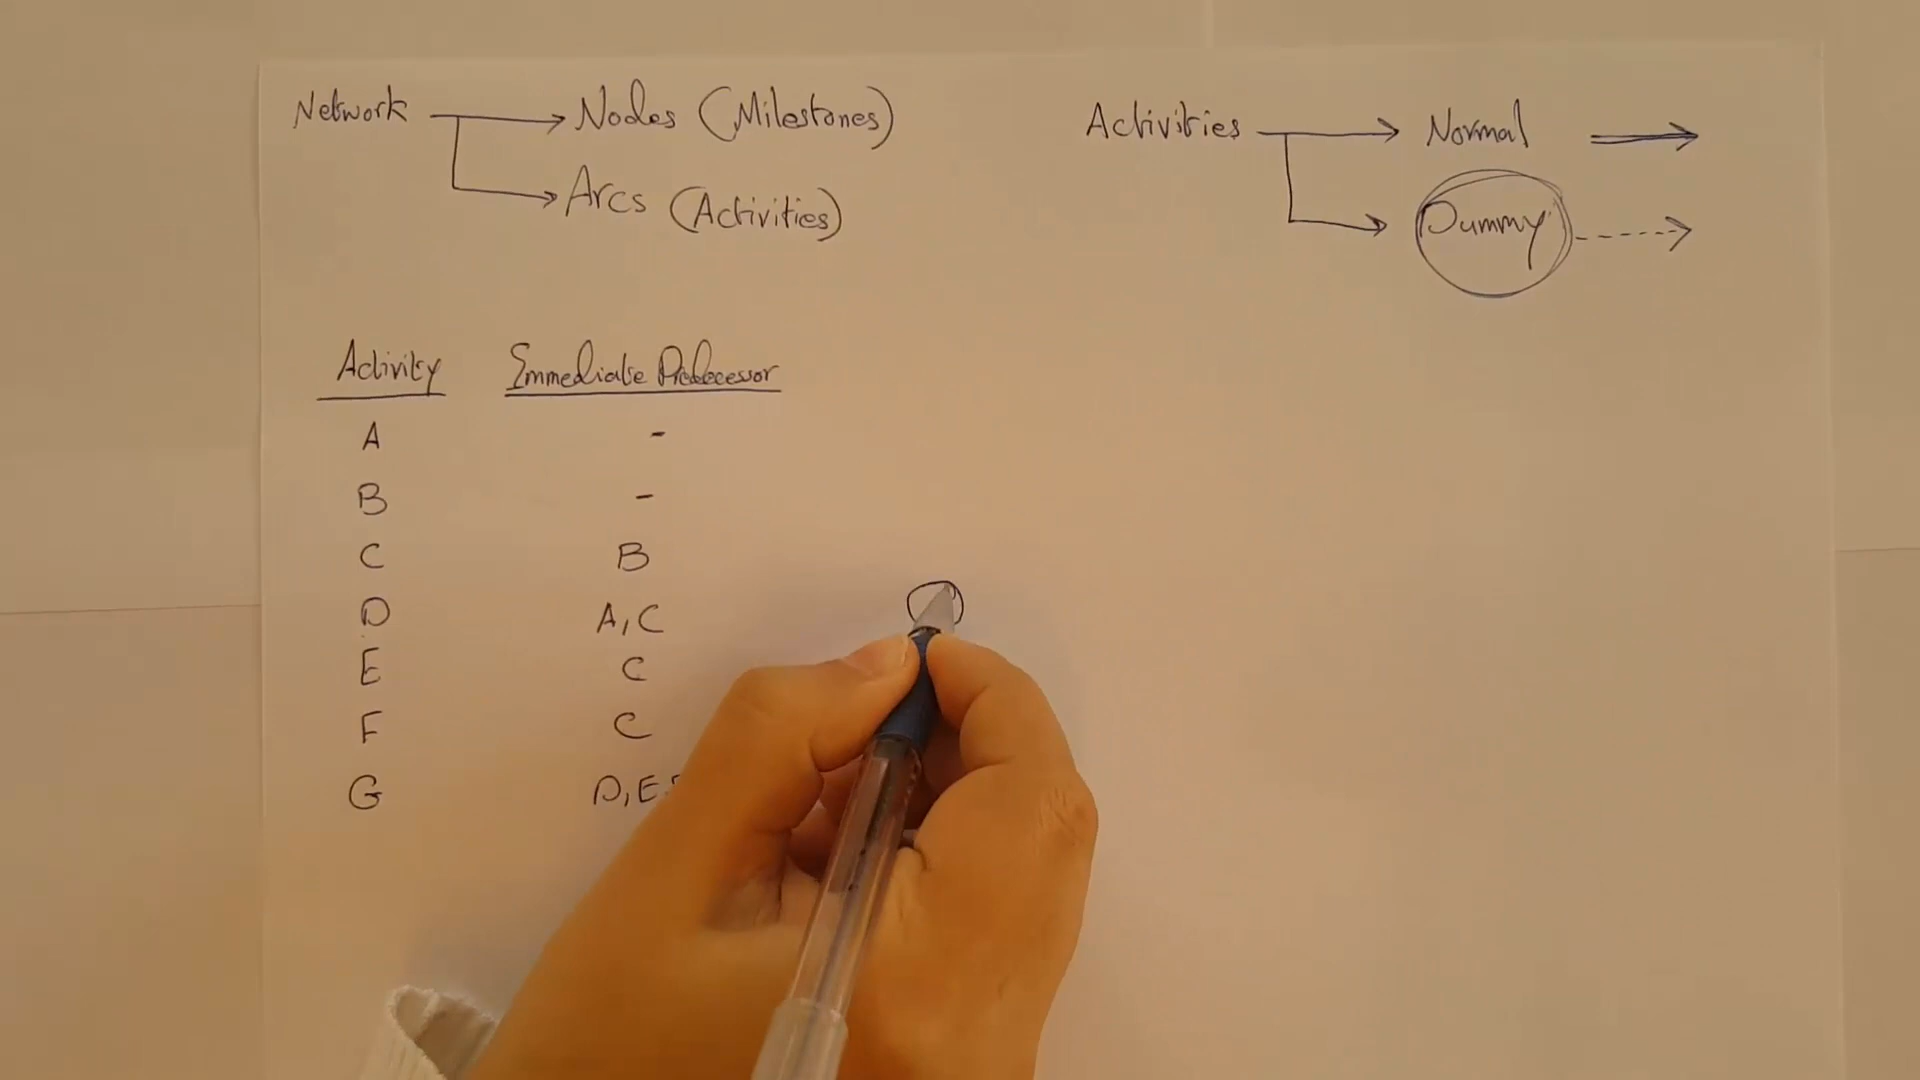 Network → Nodes (Milestones)
→ Arcs (Activities)
Activities → Normal
→ Dummy
Activity Immediate Predecessor
A -
B -
C B
D A, C
E C
F C
G D, E